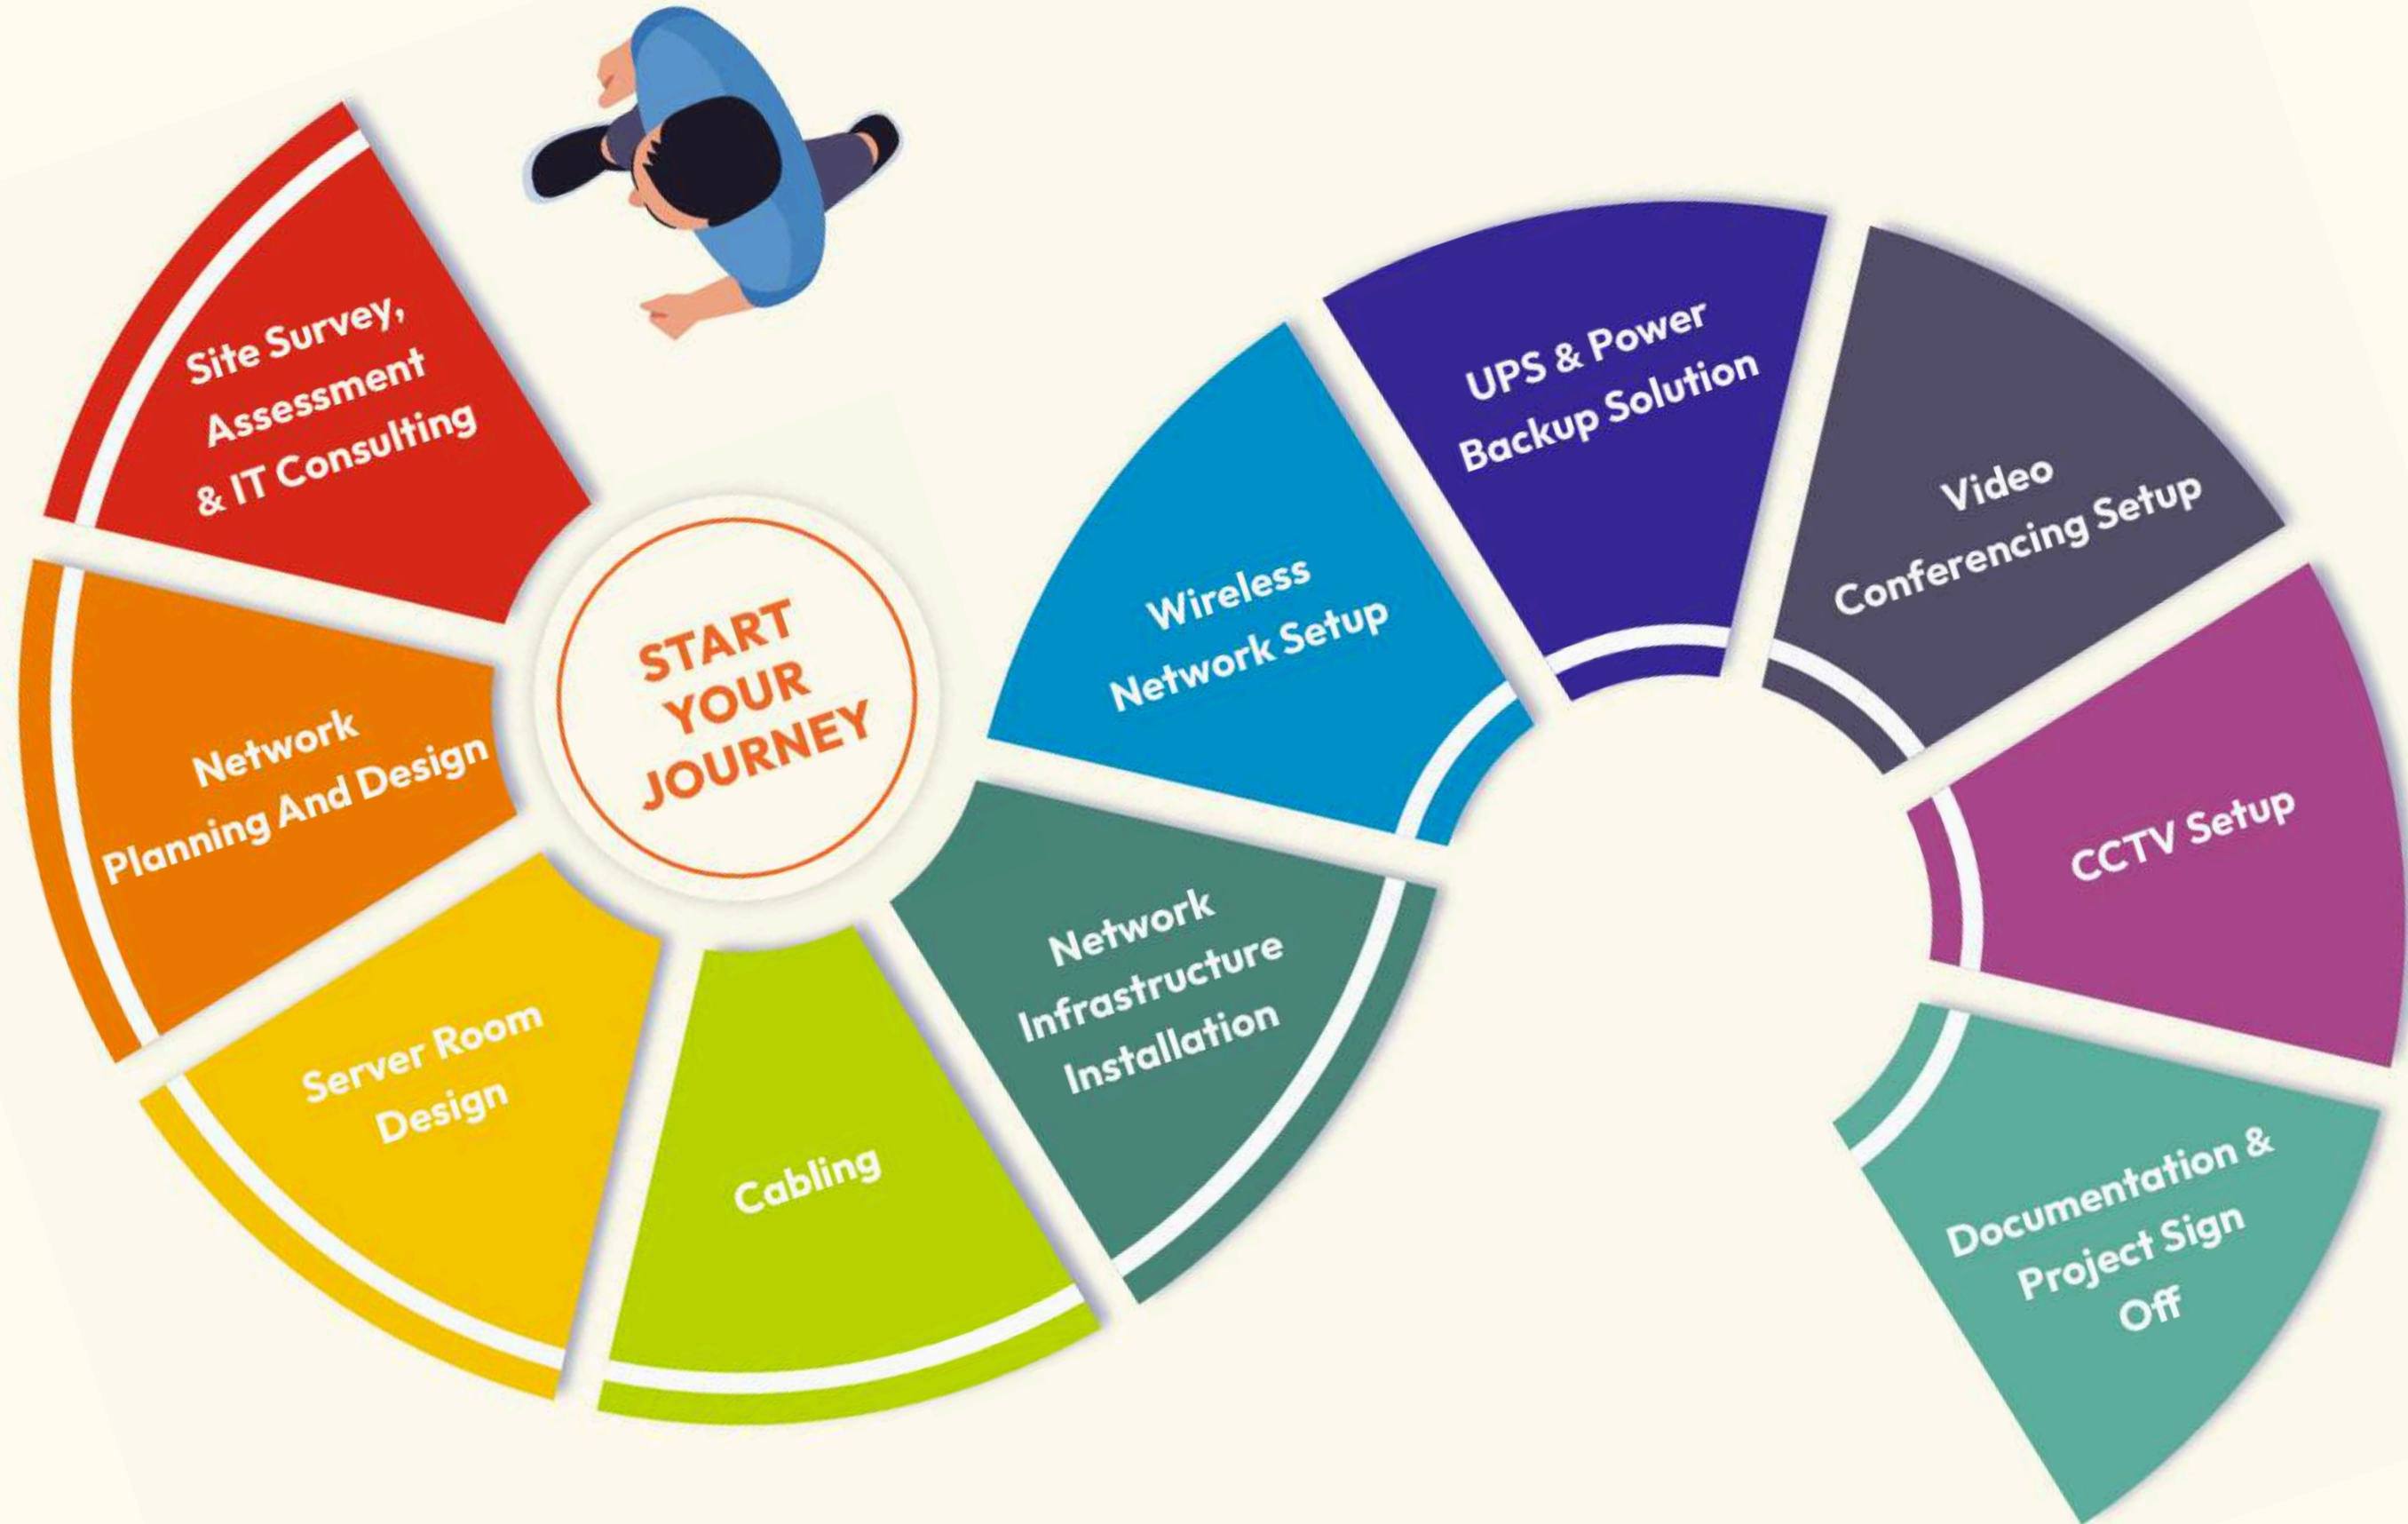 Site Survey,
Assessment
& IT Consulting
Network
Planning And Design
Server Room
Design
Cabling
Network
Infrastructure
Installation
Wireless
Network Setup
UPS & Power
Backup Solution
Video
Conferencing Setup
CCTV Setup
Documentation &
Project Sign
Off
START
YOUR
JOURNEY